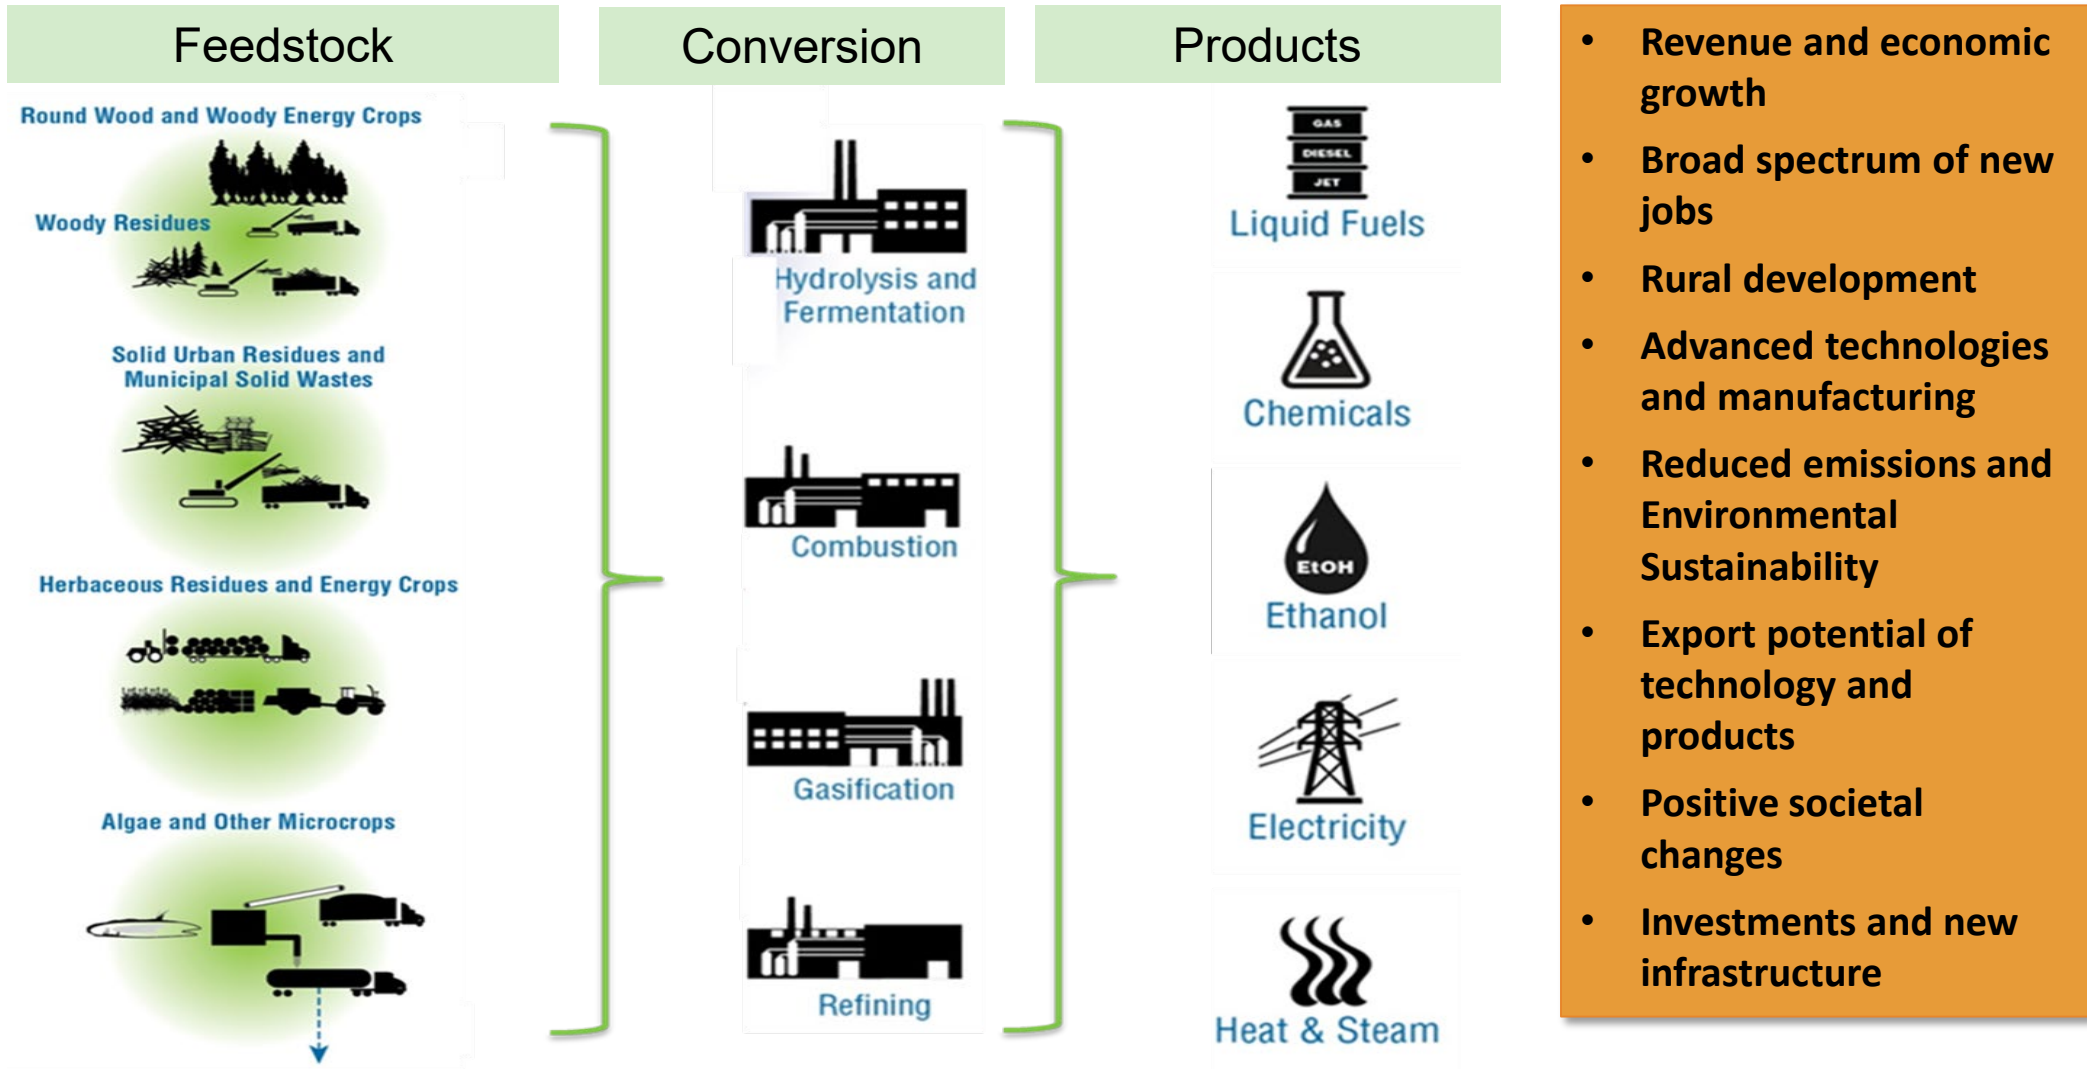 Feedstock
Round Wood and Woody Energy Crops
Woody Residues
Solid Urban Residues and
Municipal Solid Wastes
Herbaceous Residues and Energy Crops
Algae and Other Microcrops
Conversion
Hydrolysis and
Fermentation
Combustion
Gasification
Refining
Products
GAS
DIESEL
JET
Liquid Fuels
Chemicals
EtOH
Ethanol
Electricity
Heat & Steam
• Revenue and economic
growth
• Broad spectrum of new
jobs
• Rural development
• Advanced technologies
and manufacturing
• Reduced emissions and
Environmental
Sustainability
• Export potential of
technology and
products
• Positive societal
changes
• Investments and new
infrastructure